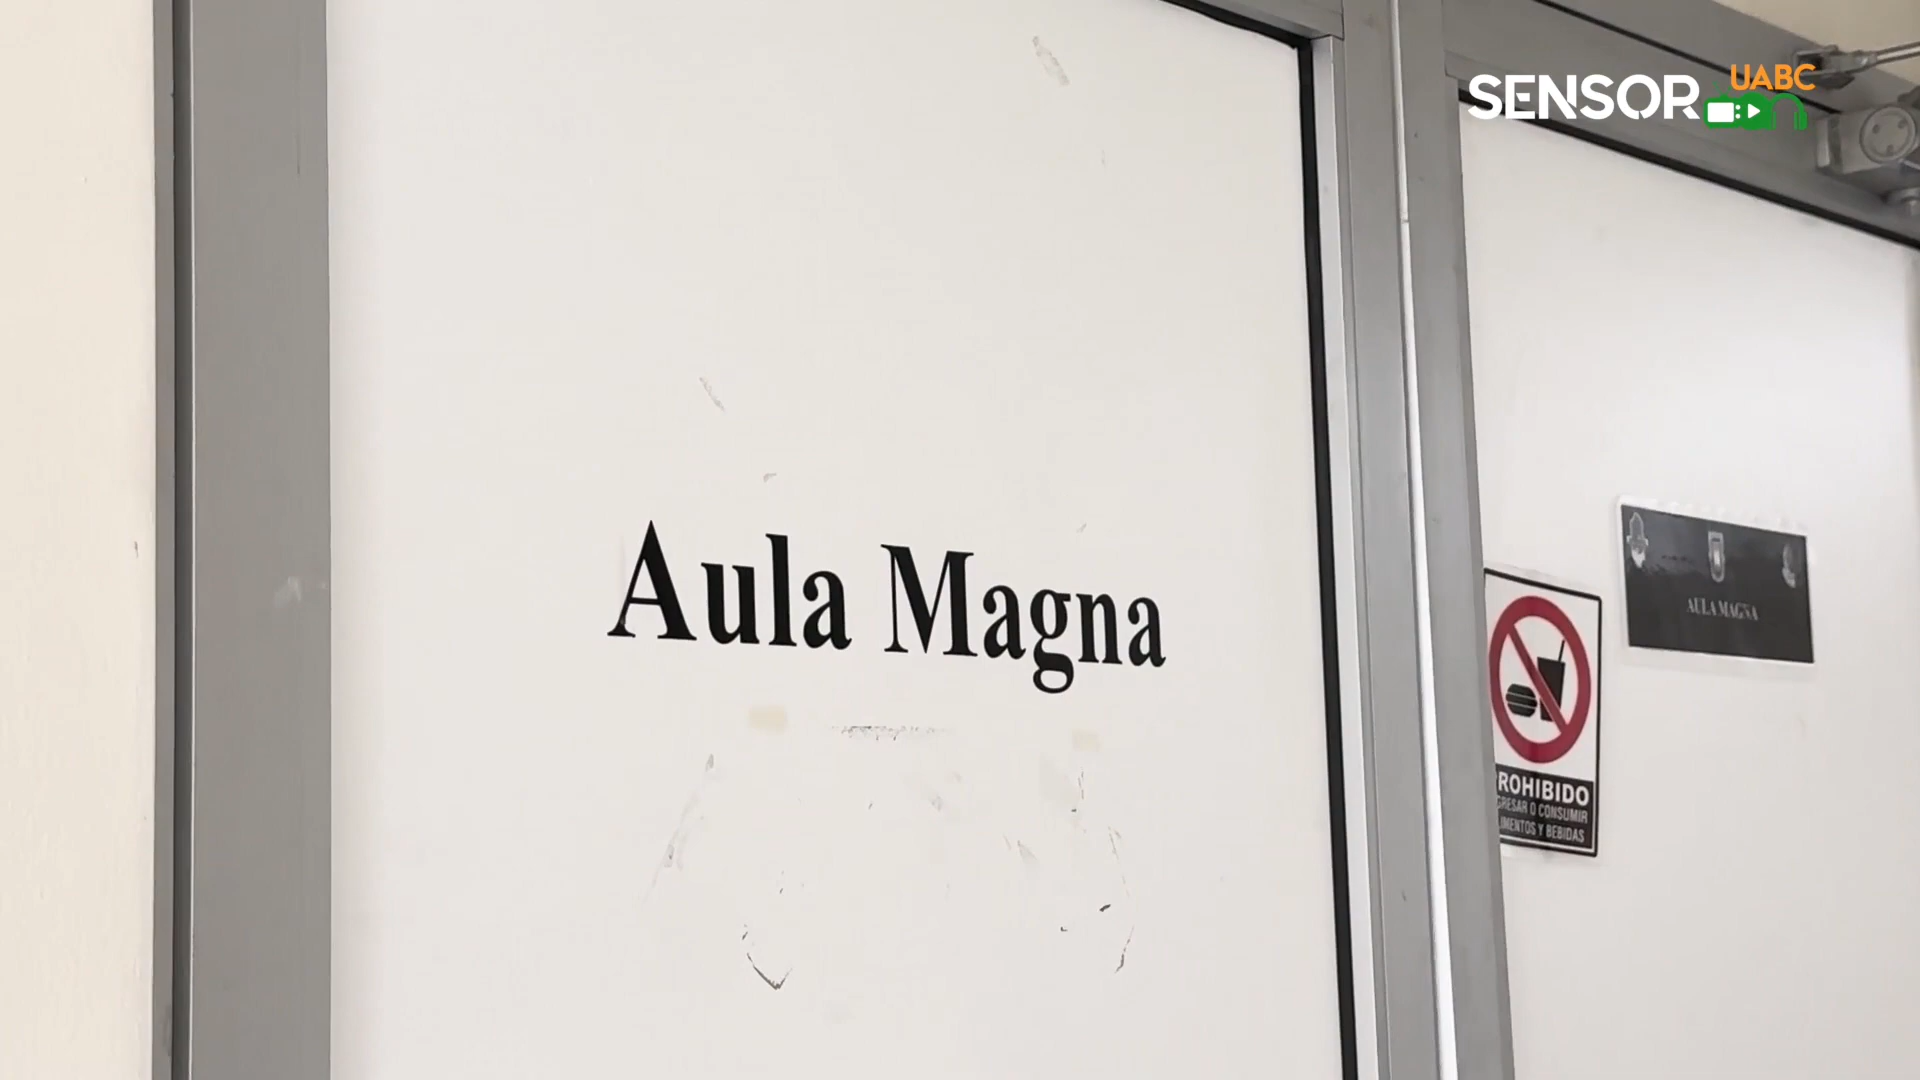 SENSOR UABC
Aula Magna
AULA MAGNA
ROHIBIDO
GRESAR O CONSUMIR
LIMENTOS Y BEBIDAS